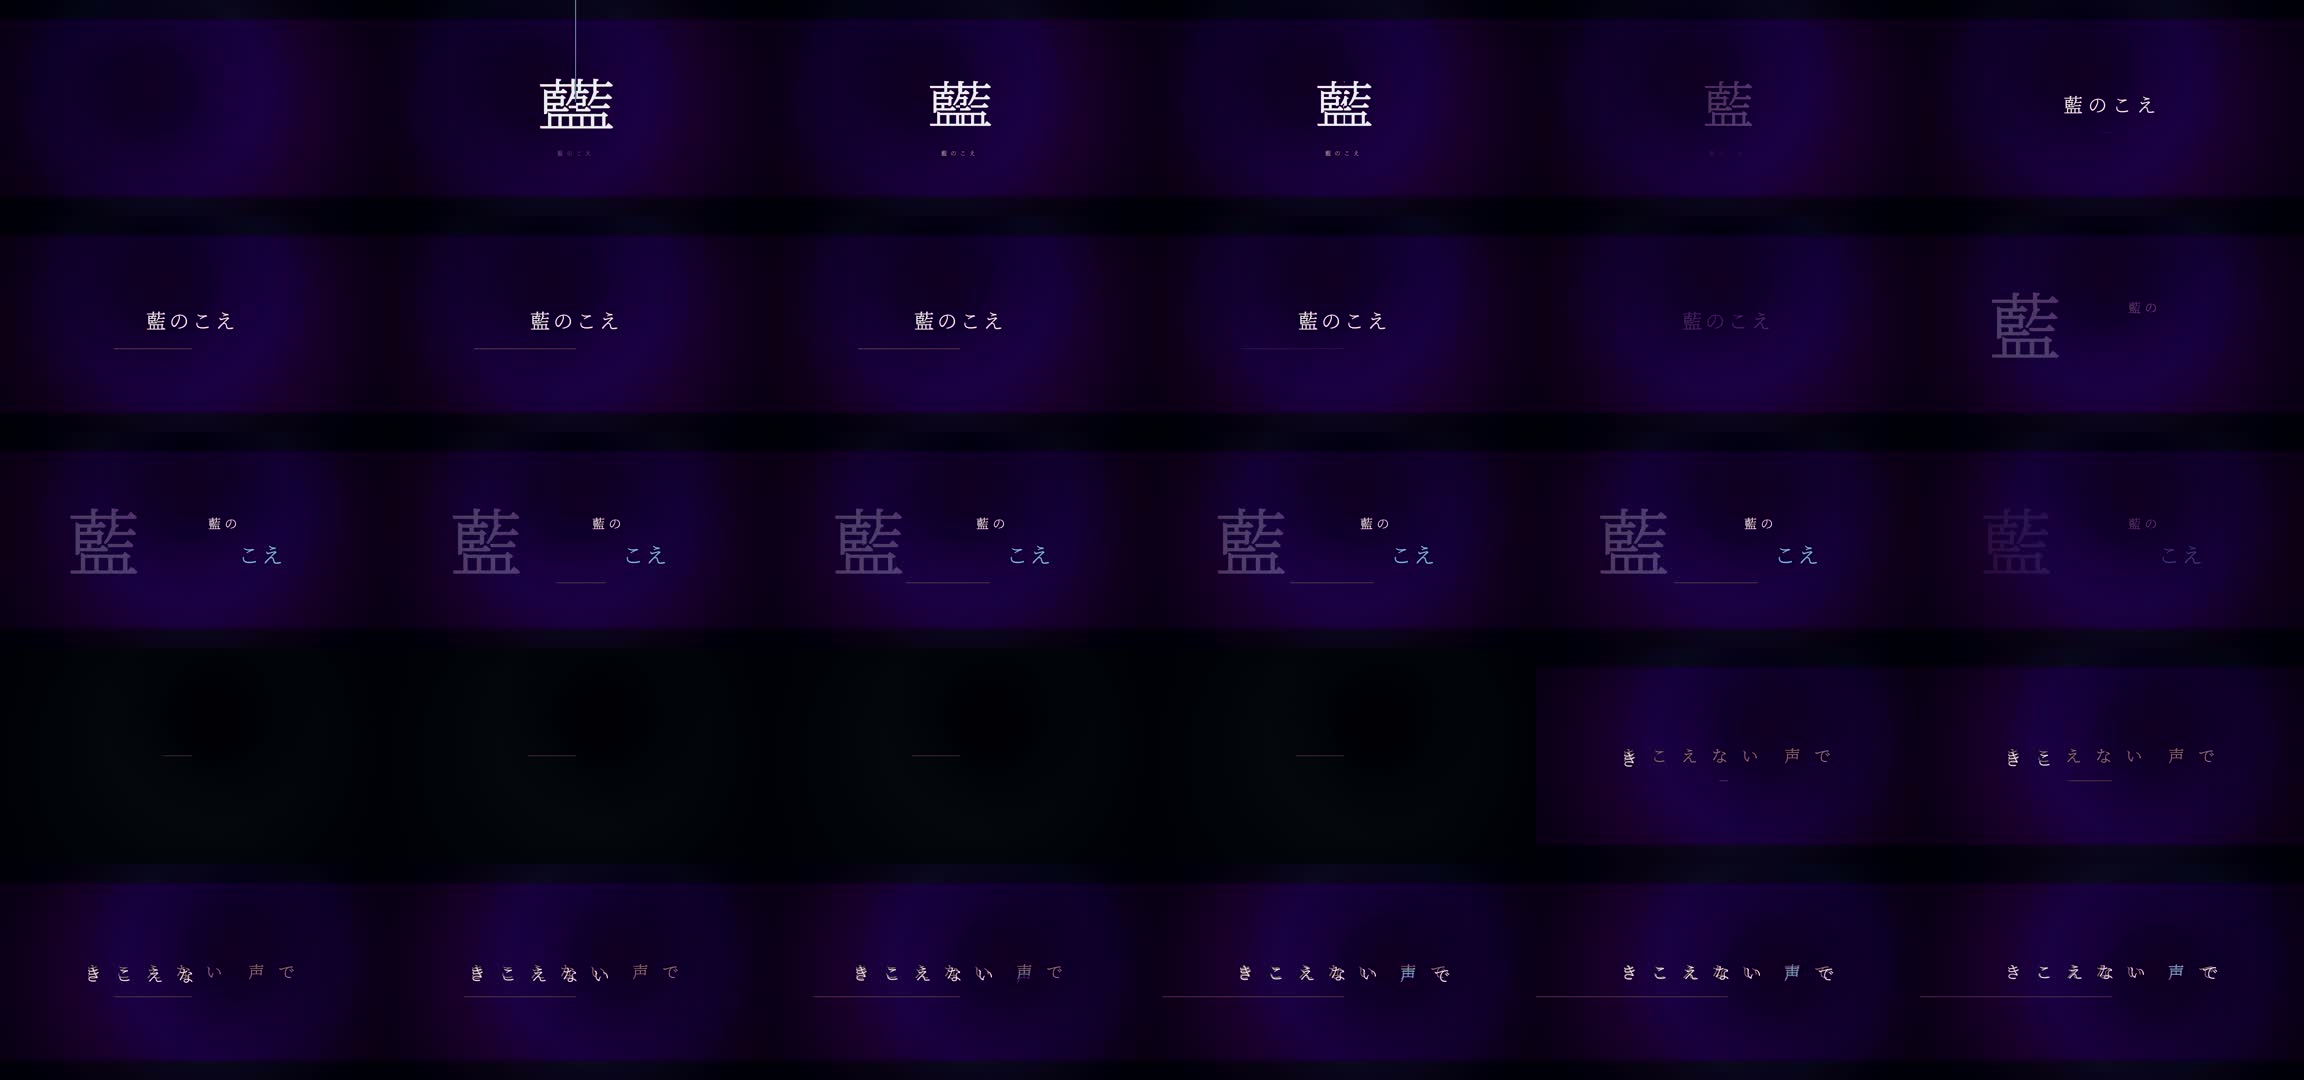 藍 藍 藍 藍 藍のこえ
藍のこえ 藍のこえ 藍のこえ
藍のこえ 藍のこえ 藍のこえ 藍のこえ 藍のこえ 藍 藍の
藍 藍の 藍 藍の 藍 藍の 藍 藍の 藍 藍の 藍 藍の
こえ こえ こえ こえ こえ こえ
きこえない 声で きこえない 声で
きこえない 声で きこえない 声で きこえない 声で きこえない 声で きこえない 声で きこえない 声で